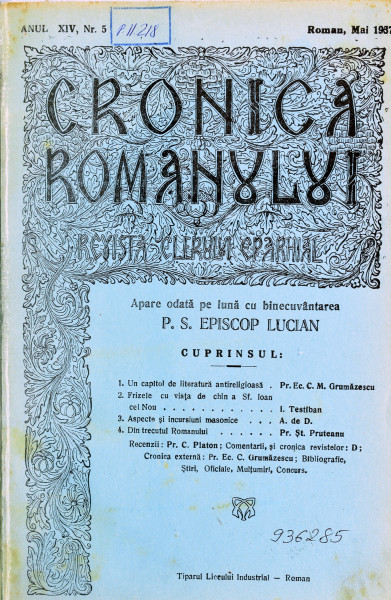 ANUL XIV, Nr. 5
P.II.218
Roman, Mai 1937
CRONICA
ROMANULUI
REVISTA CLERULUI EPARHIAL
Apare odată pe lună cu binecuvântarea
P. S. EPISCOP LUCIAN
CUPRINSUL:
1. Un capitol de literatură antireligioasă . Pr. Ec. C. M. Grumăzescu
2. Frizele cu viața de chin a Sf. Ioan
cel Nou . . . . . . . . . . . . I. Testiban
3. Aspecte și incursiuni masonice . . A. de D.
4. Din trecutul Romanului . . . . . . Pr. Șt. Pruteanu
Recenzii: Pr. C. Platon; Comentarii, și cronica revistelor: D;
Cronica externă: Pr. Ec. C. Grumăzescu; Bibliografie,
Știri, Oficiale, Mulțumiri, Concurs.
936285
Tiparul Liceului Industrial — Roman